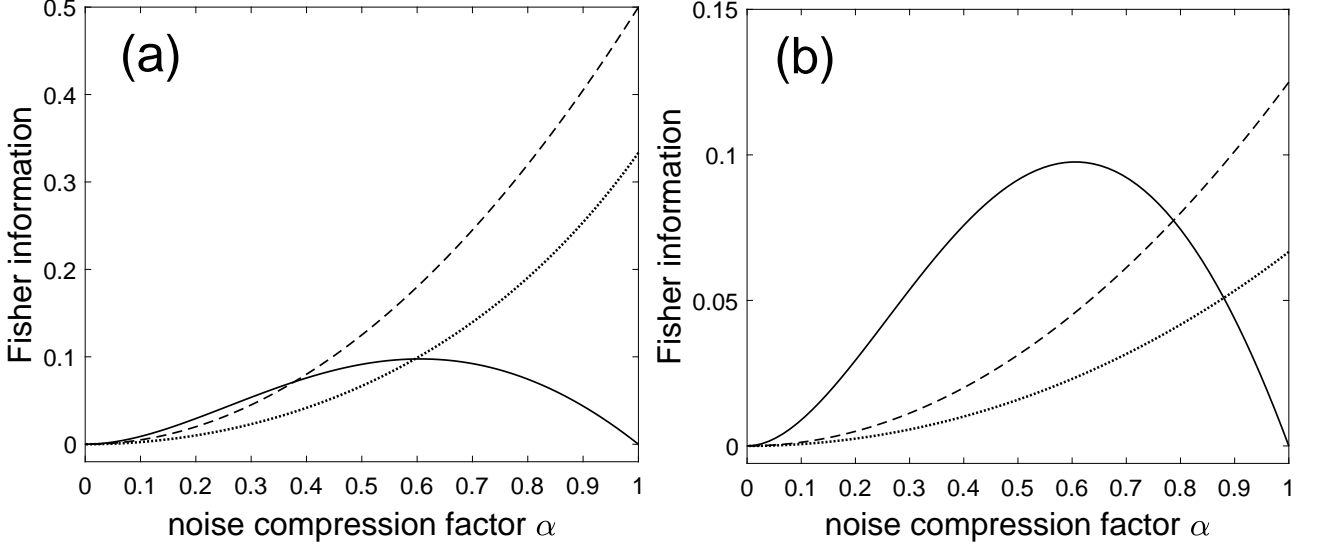 (a)
Fisher information
0.5
0.4
0.3
0.2
0.1
0
0 0.1 0.2 0.3 0.4 0.5 0.6 0.7 0.8 0.9 1
noise compression factor α
(b)
Fisher information
0.15
0.1
0.05
0
0 0.1 0.2 0.3 0.4 0.5 0.6 0.7 0.8 0.9 1
noise compression factor α